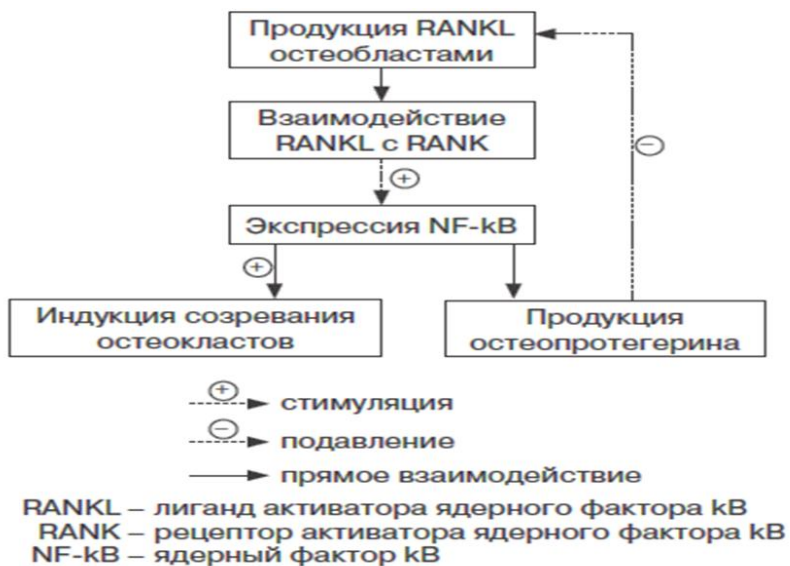 Продукция RANKL
остеобластами
Взаимодействие
RANKL с RANK
+
Экспрессия NF-kB
+
−
Индукция созревания
остеокластов
Продукция
остеопротегерина
+
стимуляция
−
подавление
прямое взаимодействие
RANKL – лиганд активатора ядерного фактора kB
RANK – рецептор активатора ядерного фактора kB
NF-kB – ядерный фактор kB